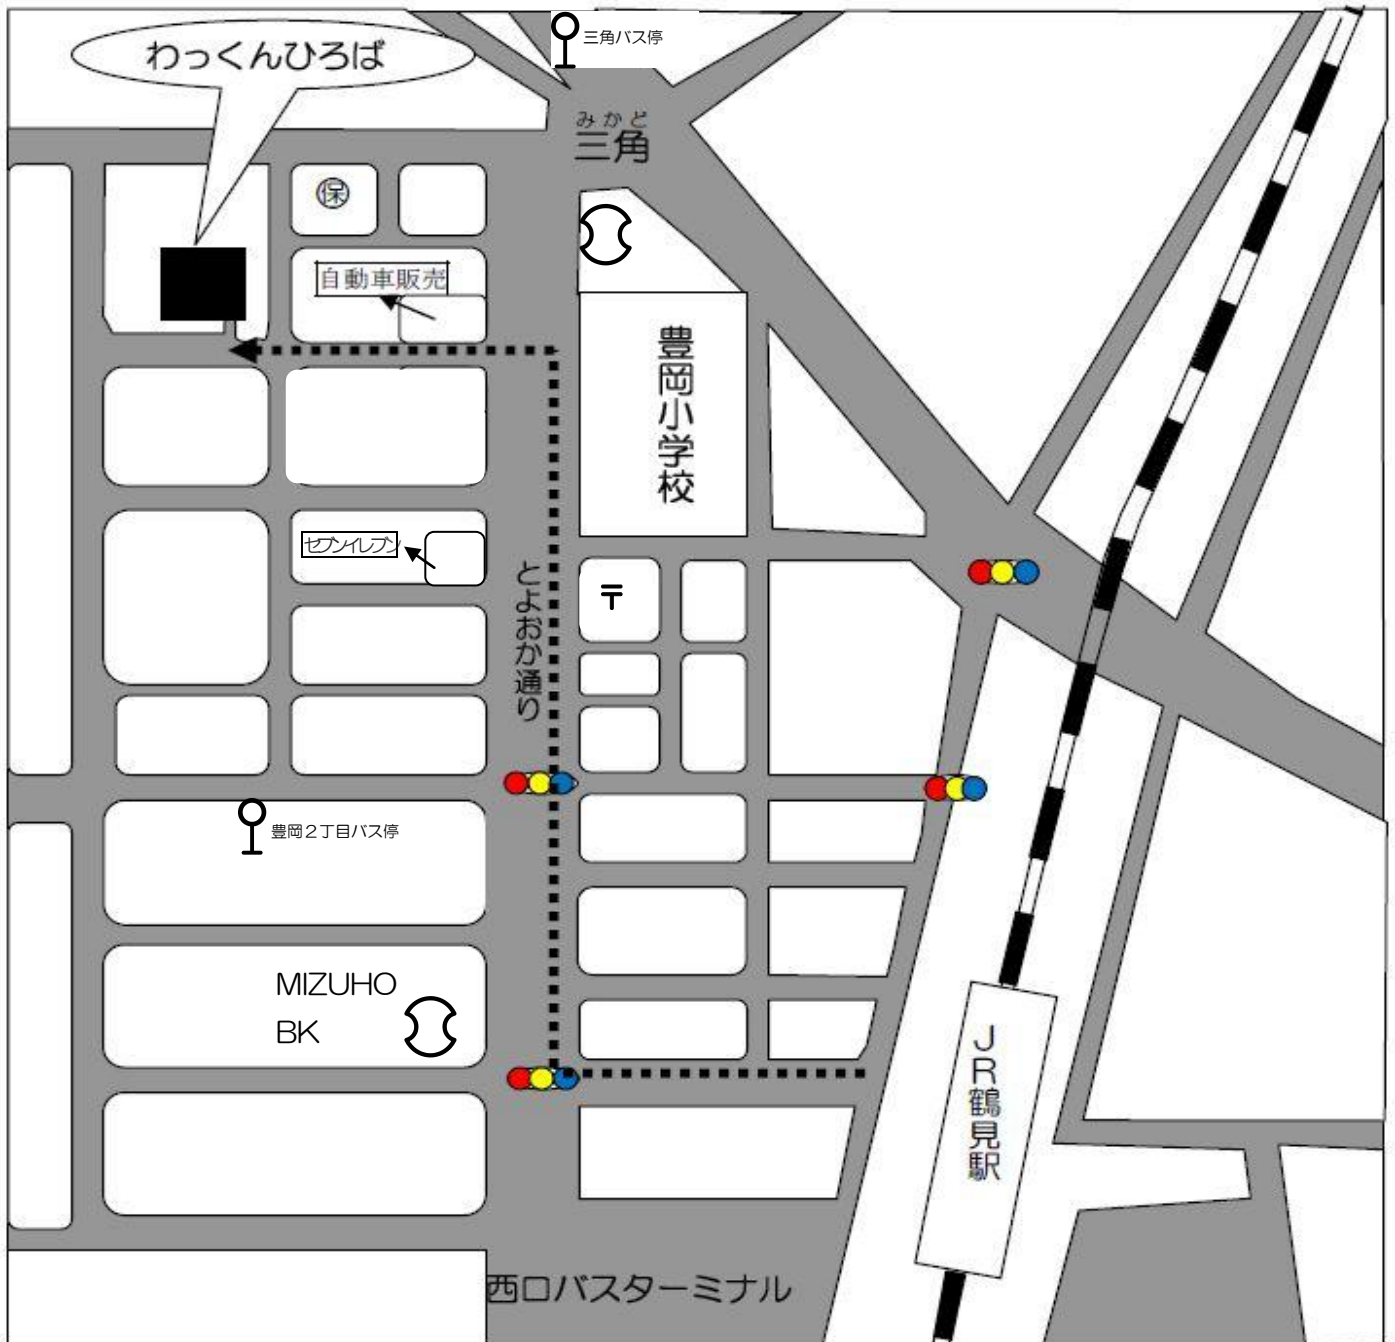 三角バス停
わっくんひろば
みかど
三角
保
自動車販売
豊岡小学校
セブンイレブン
とよおか通り
〒
豊岡２丁目バス停
MIZUHO
BK
ＪＲ鶴見駅
西口バスターミナル